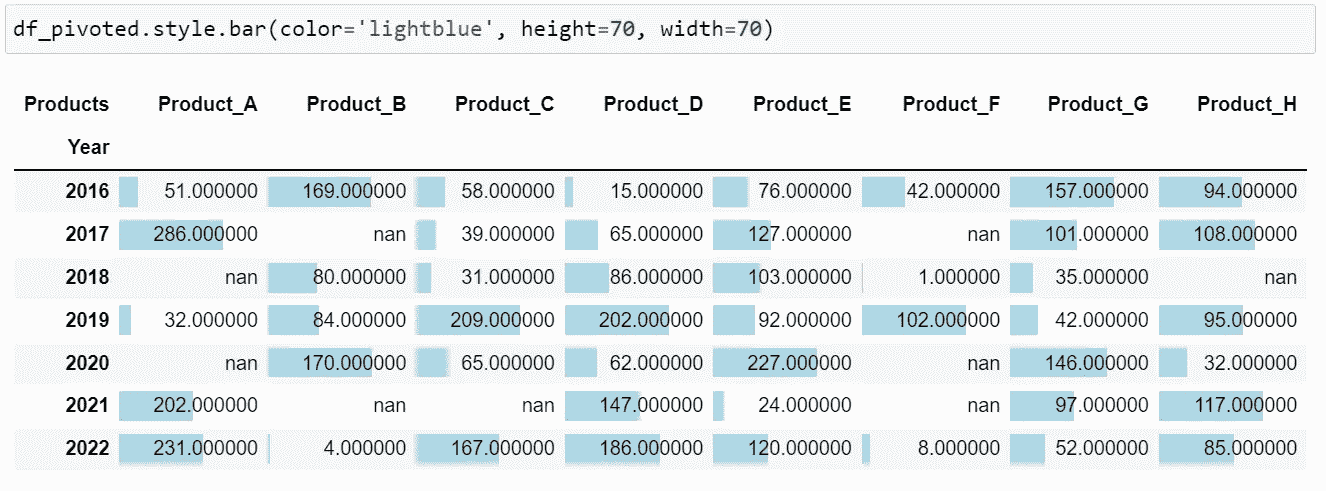 df_pivoted.style.bar(color='lightblue', height=70, width=70)
Products Product_A Product_B Product_C Product_D Product_E Product_F Product_G Product_H
Year
2016 51.000000 169.000000 58.000000 15.000000 76.000000 42.000000 157.000000 94.000000
2017 286.000000 nan 39.000000 65.000000 127.000000 nan 101.000000 108.000000
2018 nan 80.000000 31.000000 86.000000 103.000000 1.000000 35.000000 nan
2019 32.000000 84.000000 209.000000 202.000000 92.000000 102.000000 42.000000 95.000000
2020 nan 170.000000 65.000000 62.000000 227.000000 nan 146.000000 32.000000
2021 202.000000 nan nan 147.000000 24.000000 nan 97.000000 117.000000
2022 231.000000 4.000000 167.000000 186.000000 120.000000 8.000000 52.000000 85.000000